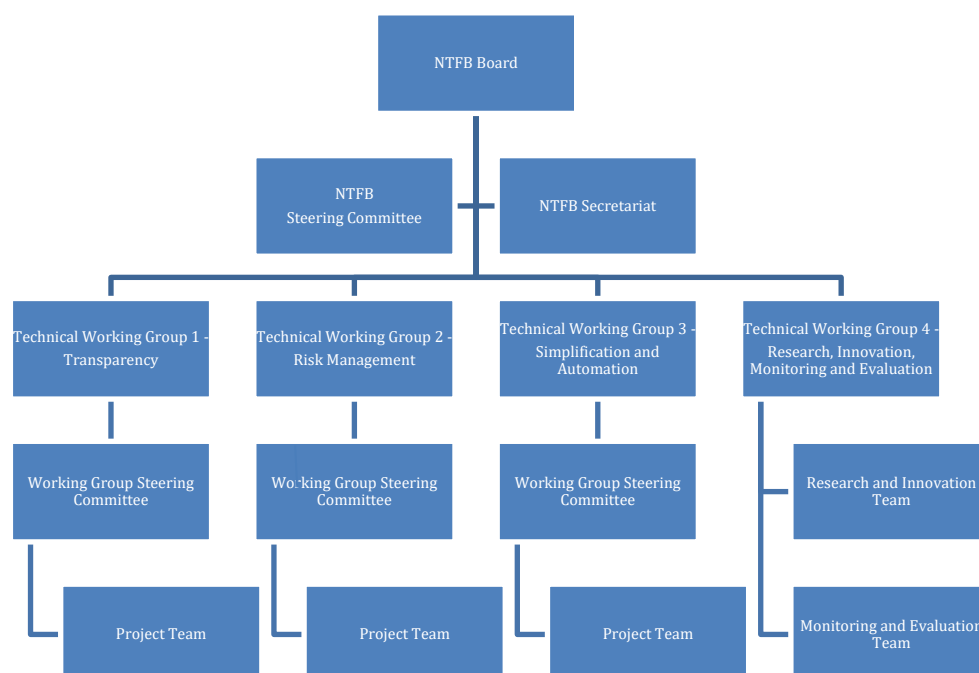 NTFB Board
NTFB
Steering Committee
NTFB Secretariat
Technical Working Group 1 -
Transparency
Technical Working Group 2 -
Risk Management
Technical Working Group 3 -
Simplification and
Automation
Technical Working Group 4 -
Research, Innovation,
Monitoring and Evaluation
Working Group Steering
Committee
Working Group Steering
Committee
Working Group Steering
Committee
Research and Innovation
Team
Project Team
Project Team
Project Team
Monitoring and Evaluation
Team